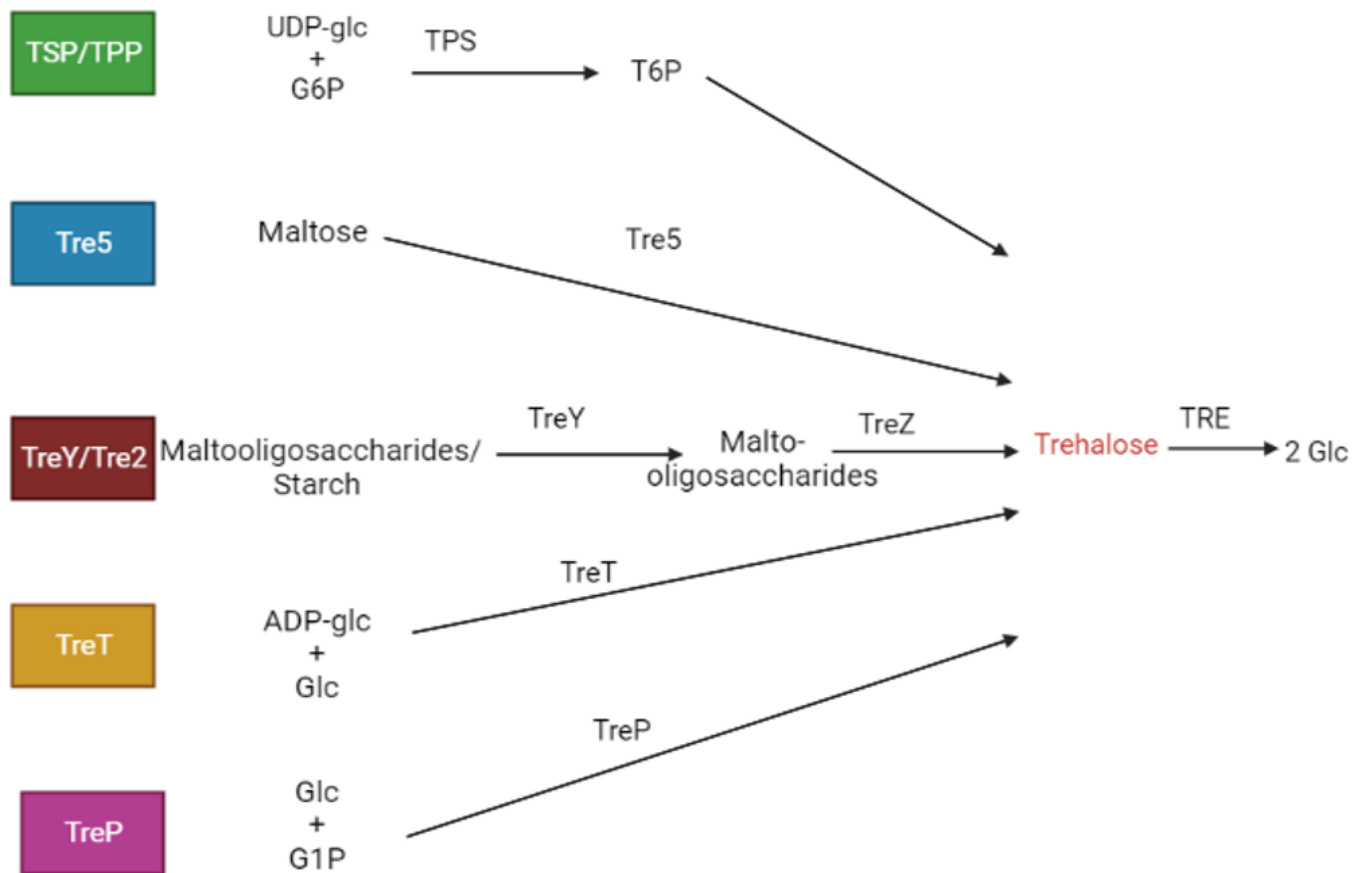 TSP/TPP
UDP-glc
+
G6P
TPS
T6P
Tre5
Maltose
Tre5
TreY/Tre2
Maltooligosaccharides/
Starch
TreY
Malto-
oligosaccharides
TreZ
Trehalose
TRE
2 Glc
TreT
ADP-glc
+
Glc
TreT
TreP
Glc
+
G1P
TreP